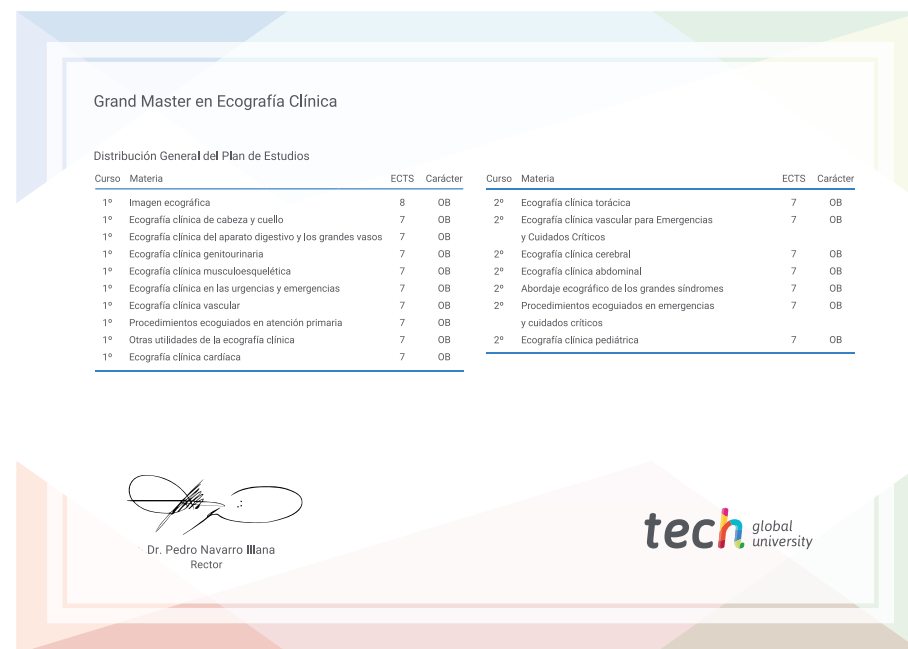 Grand Master en Ecografía Clínica
Distribución General del Plan de Estudios
Curso Materia ECTS Carácter
1º Imagen ecográfica 8 OB
1º Ecografía clínica de cabeza y cuello 7 OB
1º Ecografía clínica del aparato digestivo y los grandes vasos 7 OB
1º Ecografía clínica genitourinaria 7 OB
1º Ecografía clínica musculoesquelética 7 OB
1º Ecografía clínica en las urgencias y emergencias 7 OB
1º Ecografía clínica vascular 7 OB
1º Procedimientos ecoguiados en atención primaria 7 OB
1º Otras utilidades de la ecografía clínica 7 OB
1º Ecografía clínica cardíaca 7 OB
Curso Materia ECTS Carácter
2º Ecografía clínica torácica 7 OB
2º Ecografía clínica vascular para Emergencias 7 OB
y Cuidados Críticos
2º Ecografía clínica cerebral 7 OB
2º Ecografía clínica abdominal 7 OB
2º Abordaje ecográfico de los grandes síndromes 7 OB
2º Procedimientos ecoguiados en emergencias 7 OB
y cuidados críticos
2º Ecografía clínica pediátrica 7 OB
Dr. Pedro Navarro Illana
Rector
tech global
university